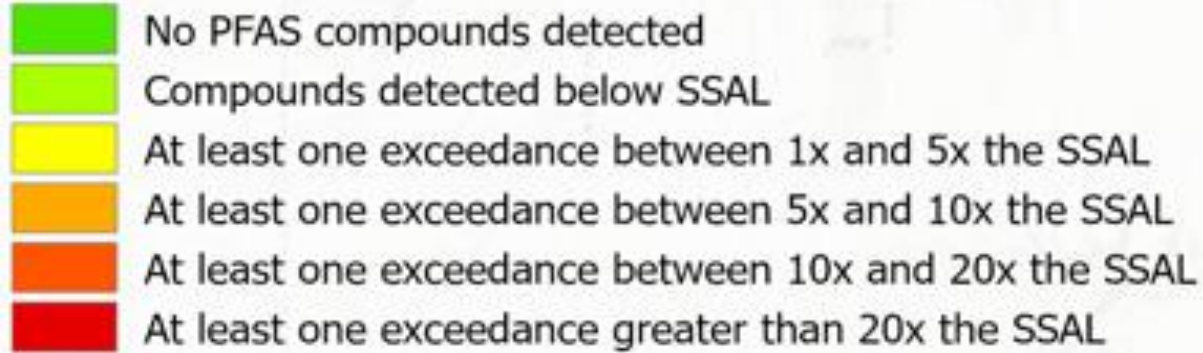 No PFAS compounds detected
Compounds detected below SSAL
At least one exceedance between 1x and 5x the SSAL
At least one exceedance between 5x and 10x the SSAL
At least one exceedance between 10x and 20x the SSAL
At least one exceedance greater than 20x the SSAL